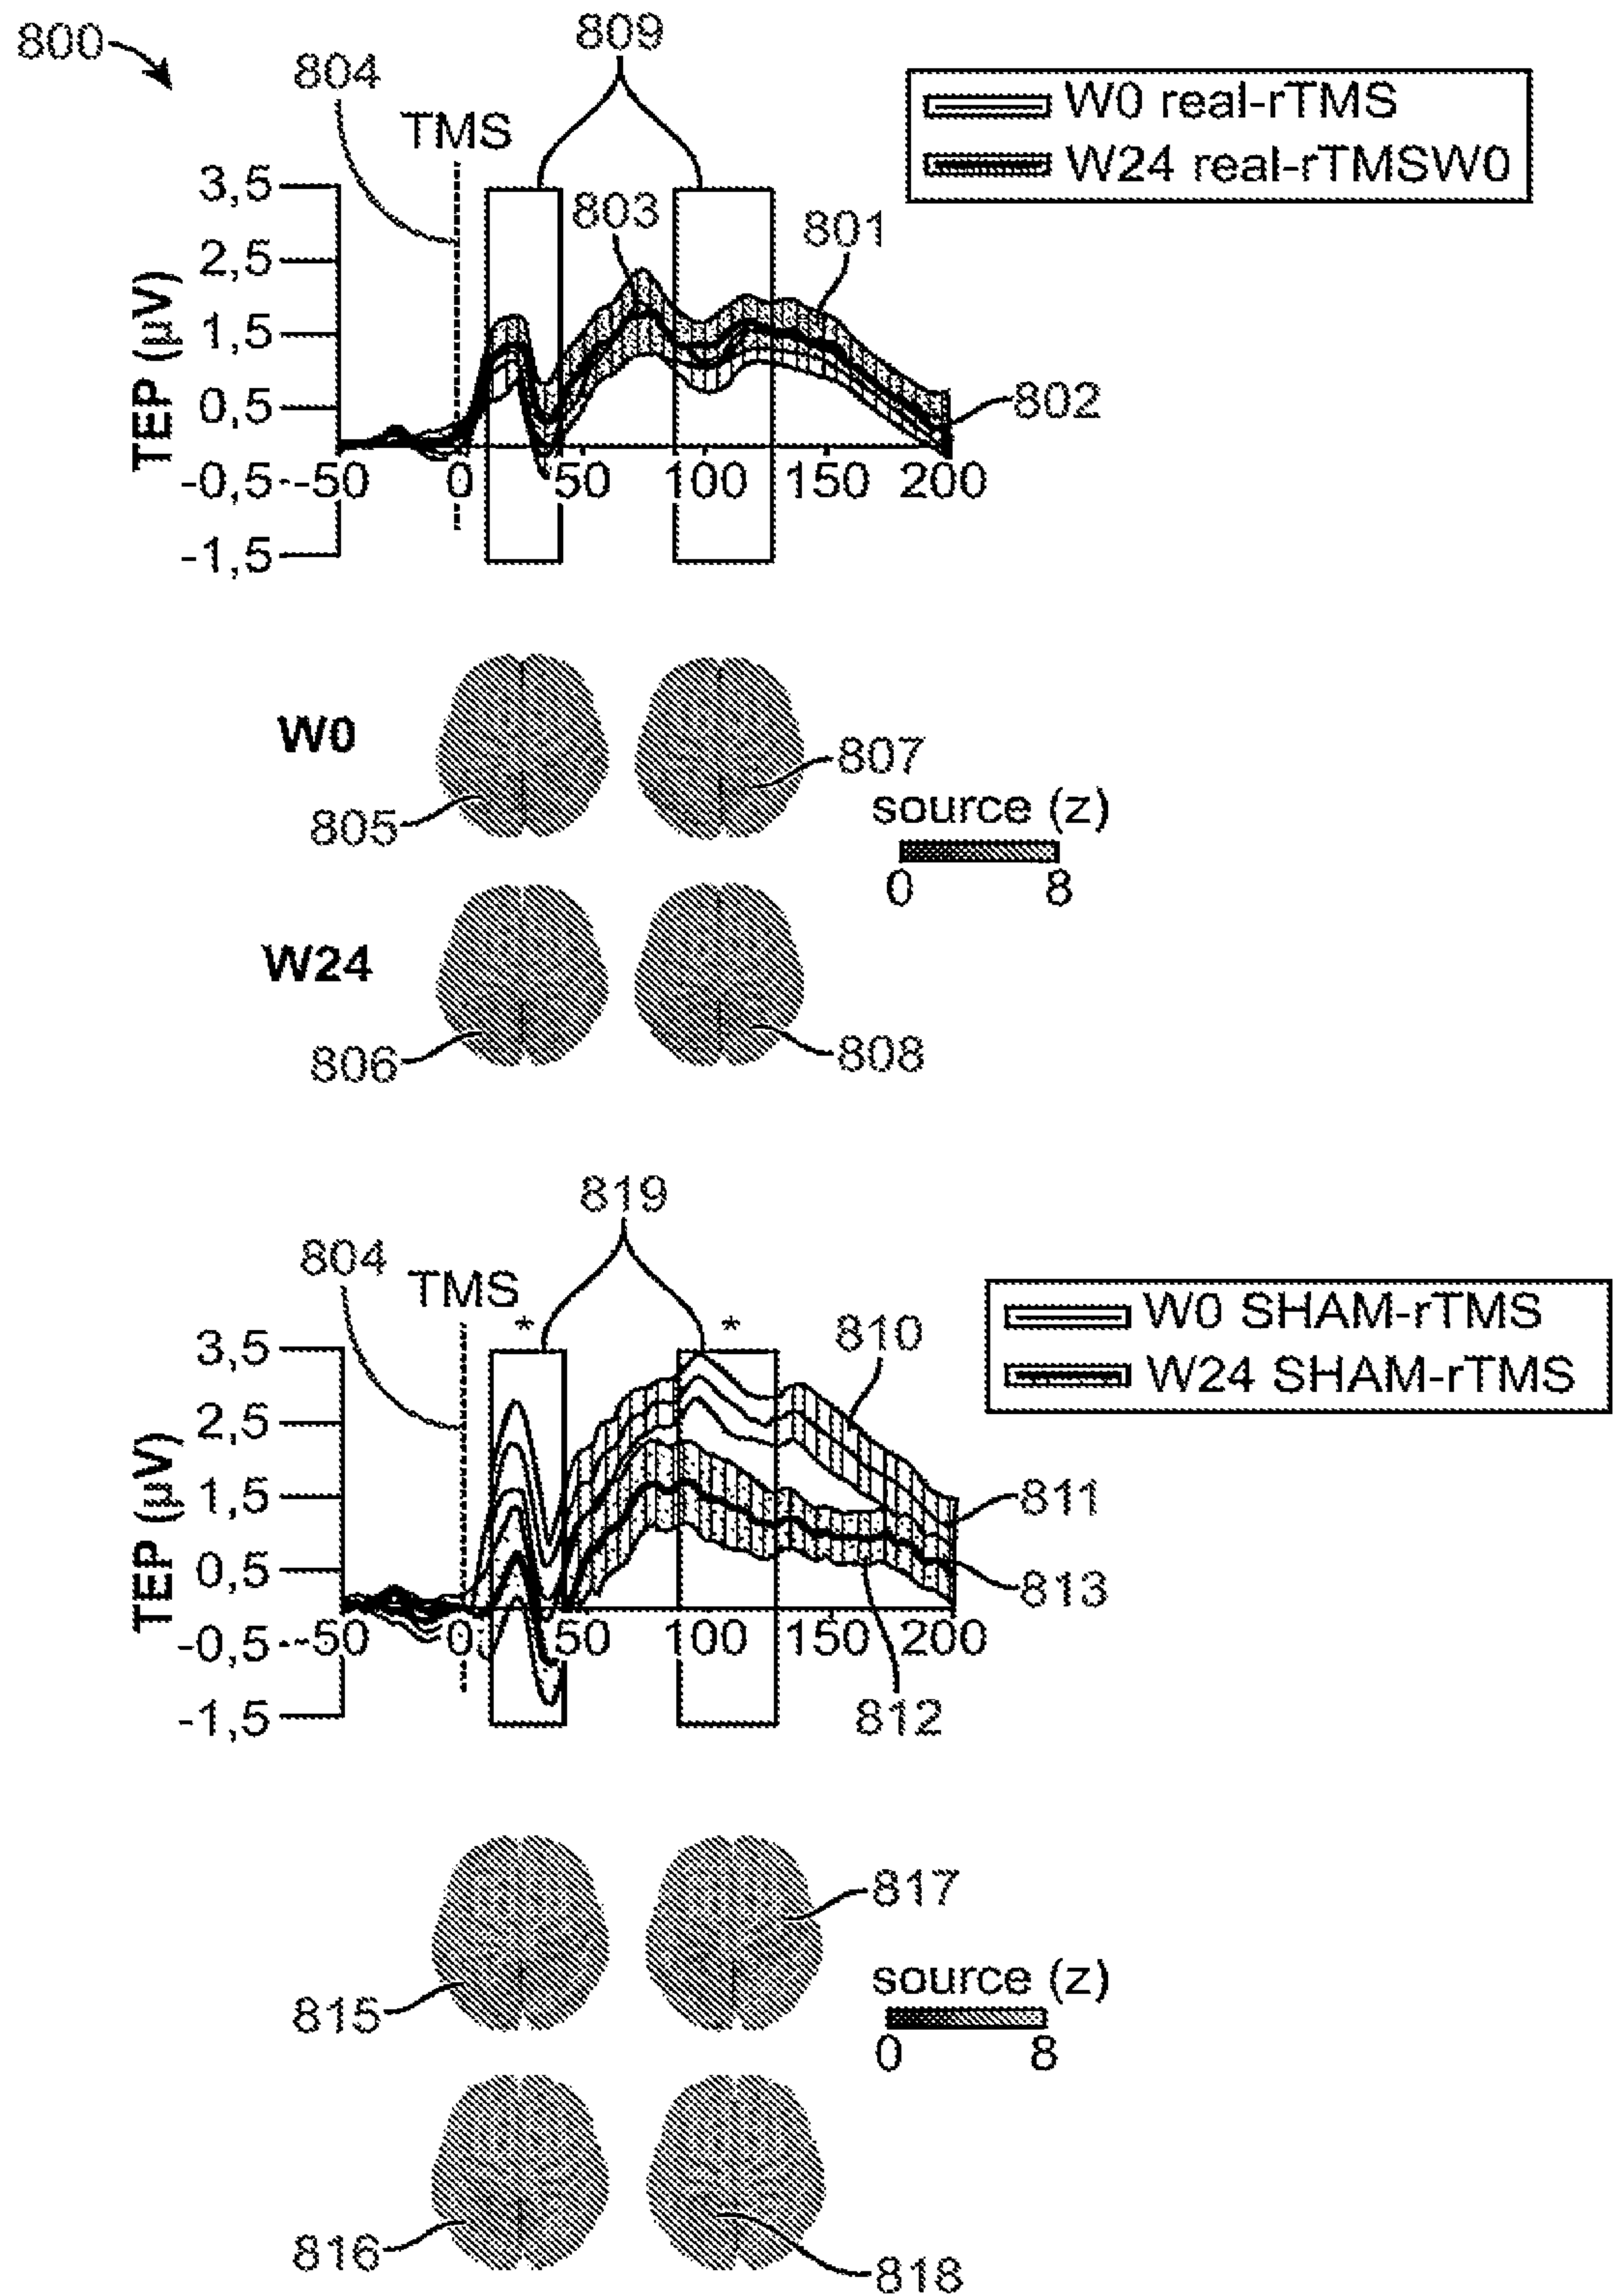 800
809
804
TMS
W0 real-rTMS
W24 real-rTMSW0
3,5
803
801
2,5
1,5
TEP (µV)
0,5
802
-0,5
-50 0 50 100 150 200
-1,5
W0
807
805
source (z)
0 8
W24
806
808
819
804
TMS
* *
W0 SHAM-rTMS
W24 SHAM-rTMS
810
3,5
2,5
TEP (µV)
1,5
811
0,5
813
-0,5
-50 0 50 100 150 200
812
-1,5
817
815
source (z)
0 8
816
818